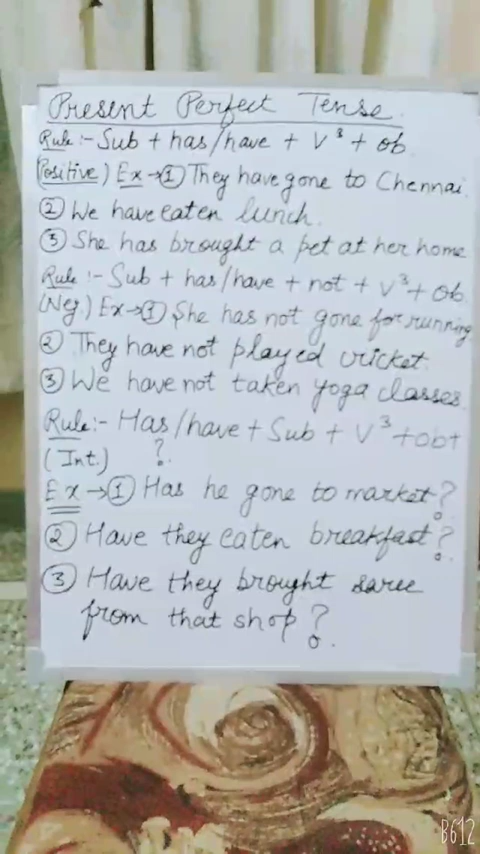 Present Perfect Tense.
Rule:- Sub + has/have + V³ + ob
(Positive) Ex→① They have gone to Chennai.
② We have eaten lunch.
③ She has brought a pet at her home
Rule:- Sub + has/have + not + V³ + ob
(Neg.) Ex→① She has not gone for running
② They have not played cricket.
③ We have not taken yoga classes.
Rule:- Has/have + Sub + V³ + ob +
(Int.) ?
Ex→① Has he gone to market?
② Have they eaten breakfast?
③ Have they brought saree
from that shop?
B612